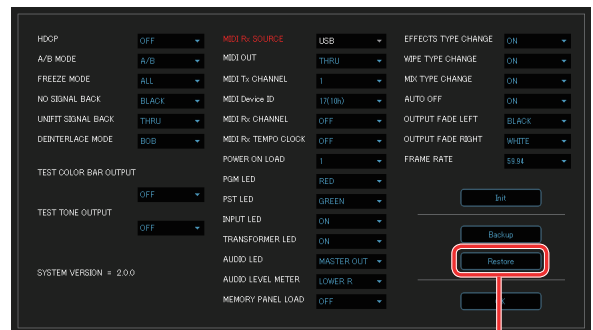 HDCP OFF
A/B MODE A/B
FREEZE MODE ALL
NO SIGNAL BACK BLACK
UNIFIT SIGNAL BACK THRU
DEINTERLACE MODE BOB
TEST COLOR BAR OUTPUT
OFF
TEST TONE OUTPUT
OFF
SYSTEM VERSION = 2.0.0
MIDI Rx SOURCE USB
MIDI OUT THRU
MIDI Tx CHANNEL 1
MIDI Device ID 17(10h)
MIDI Rx CHANNEL OFF
MIDI Rx TEMPO CLOCK OFF
POWER ON LOAD 1
PGM LED RED
PST LED GREEN
INPUT LED ON
TRANSFORMER LED ON
AUDIO LED MASTER OUT
AUDIO LEVEL METER LOWER R
MEMORY PANEL LOAD OFF
EFFECTS TYPE CHANGE ON
WIPE TYPE CHANGE ON
MIX TYPE CHANGE ON
AUTO OFF ON
OUTPUT FADE LEFT BLACK
OUTPUT FADE RIGHT WHITE
FRAME RATE 59.94
Init
Backup
Restore